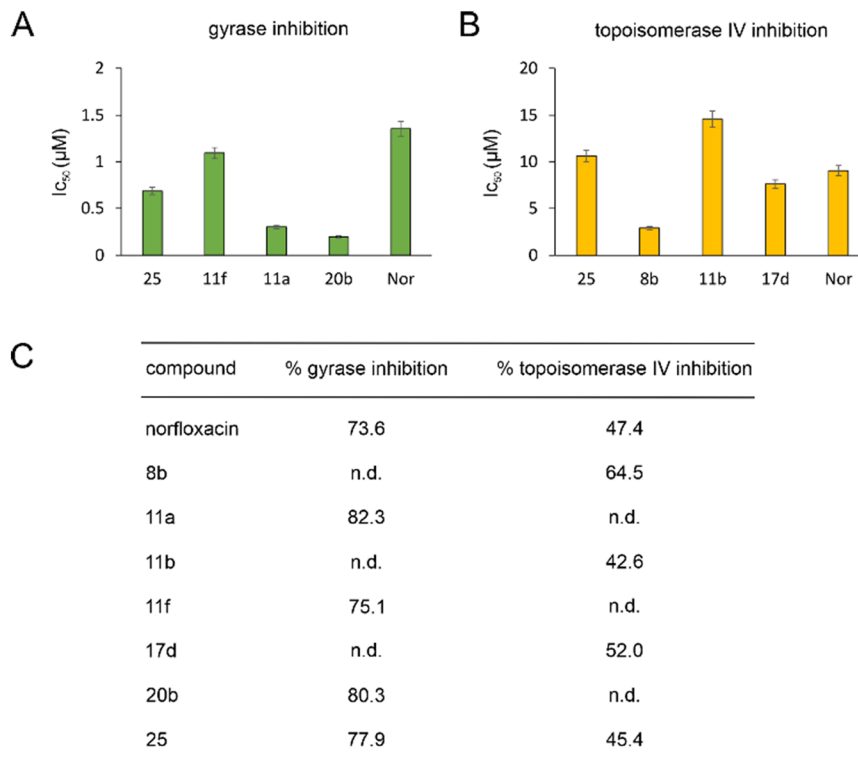 A
gyrase inhibition
Ic50 (µM)
2
1.5
1
0.5
0
25 11f 11a 20b Nor
B
topoisomerase IV inhibition
Ic50 (µM)
20
15
10
5
0
25 8b 11b 17d Nor
C
compound % gyrase inhibition % topoisomerase IV inhibition
norfloxacin 73.6 47.4
8b n.d. 64.5
11a 82.3 n.d.
11b n.d. 42.6
11f 75.1 n.d.
17d n.d. 52.0
20b 80.3 n.d.
25 77.9 45.4